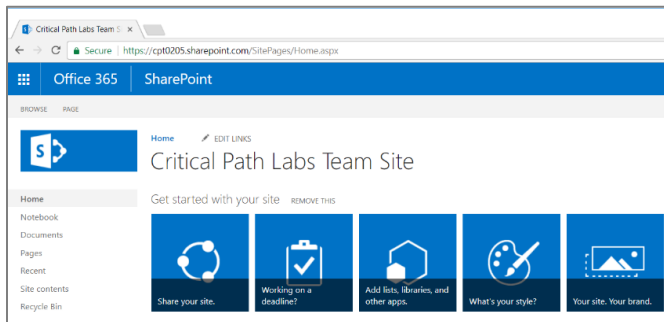 Critical Path Labs Team S
Secure https://cpt0205.sharepoint.com/SitePages/Home.aspx
Office 365 SharePoint
BROWSE PAGE
S
Home EDIT LINKS
Critical Path Labs Team Site
Get started with your site REMOVE THIS
Home
Notebook
Documents
Pages
Recent
Site contents
Recycle Bin
Share your site.
Working on a
deadline?
Add lists, libraries, and
other apps.
What's your style?
Your site. Your brand.